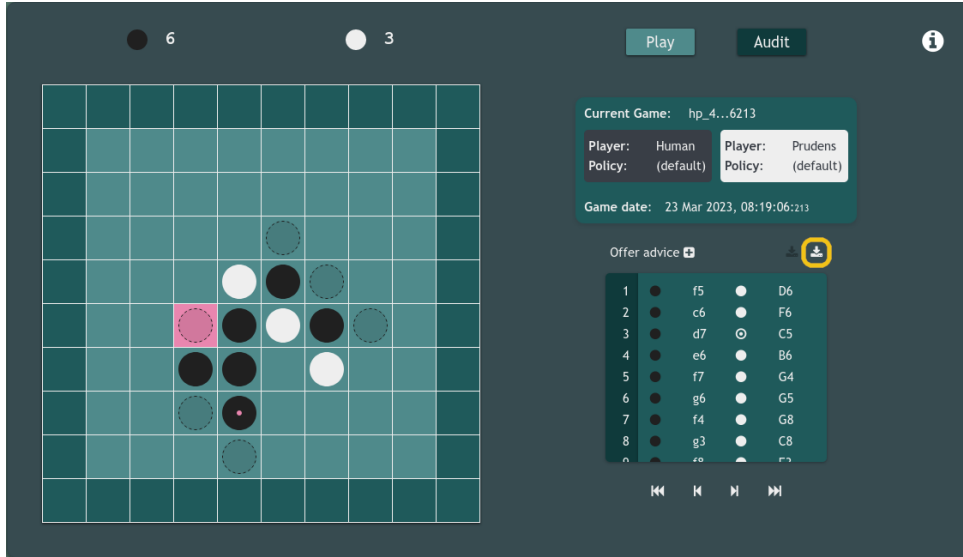 6
3
Play
Audit
Current Game: hp_4...6213
Player: Human
Policy: (default)
Player: Prudens
Policy: (default)
Game date: 23 Mar 2023, 08:19:06:213
Offer advice
1 f5 D6
2 c6 F6
3 d7 C5
4 e6 B6
5 f7 G4
6 g6 G5
7 f4 G8
8 g3 C8